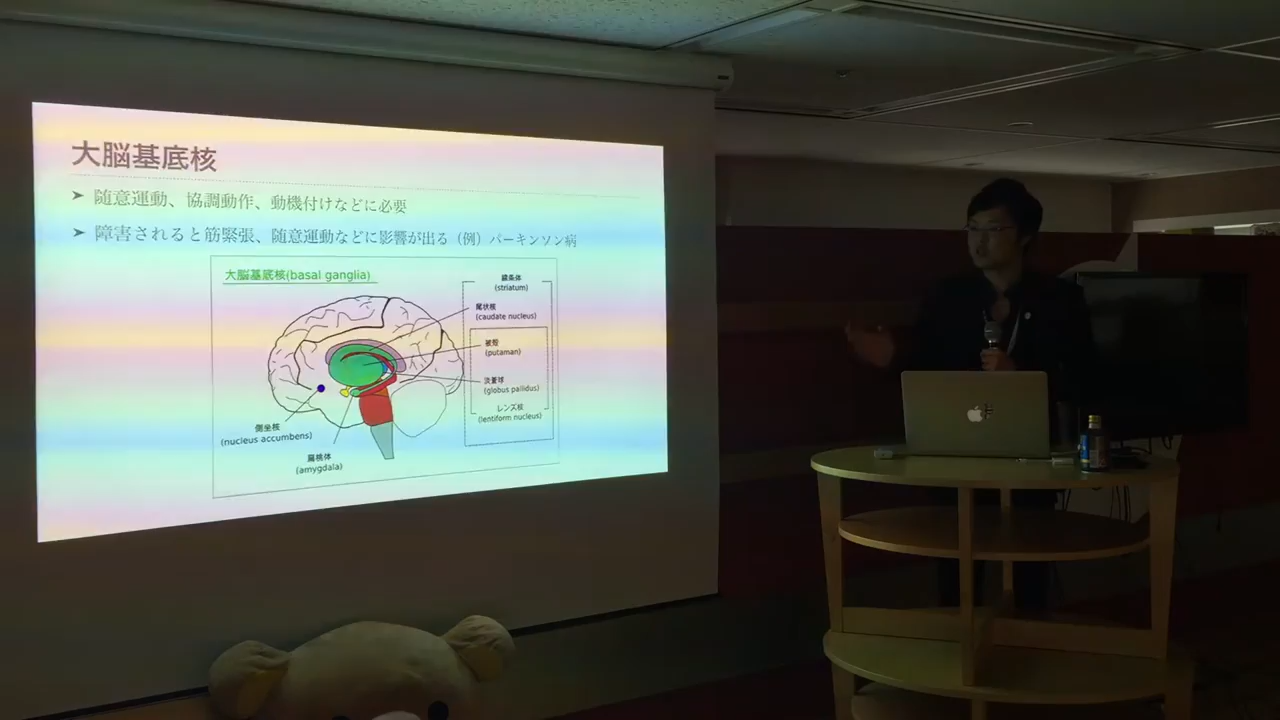 大脳基底核
➤ 随意運動、協調動作、動機付けなどに必要
➤ 障害されると筋緊張、随意運動などに影響が出る（例）パーキンソン病
大脳基底核(basal ganglia)
線条体
(striatum)
尾状核
(caudate nucleus)
被殻
(putaman)
淡蒼球
(globus pallidus)
レンズ核
(lentiform nucleus)
側坐核
(nucleus accumbens)
扁桃体
(amygdala)